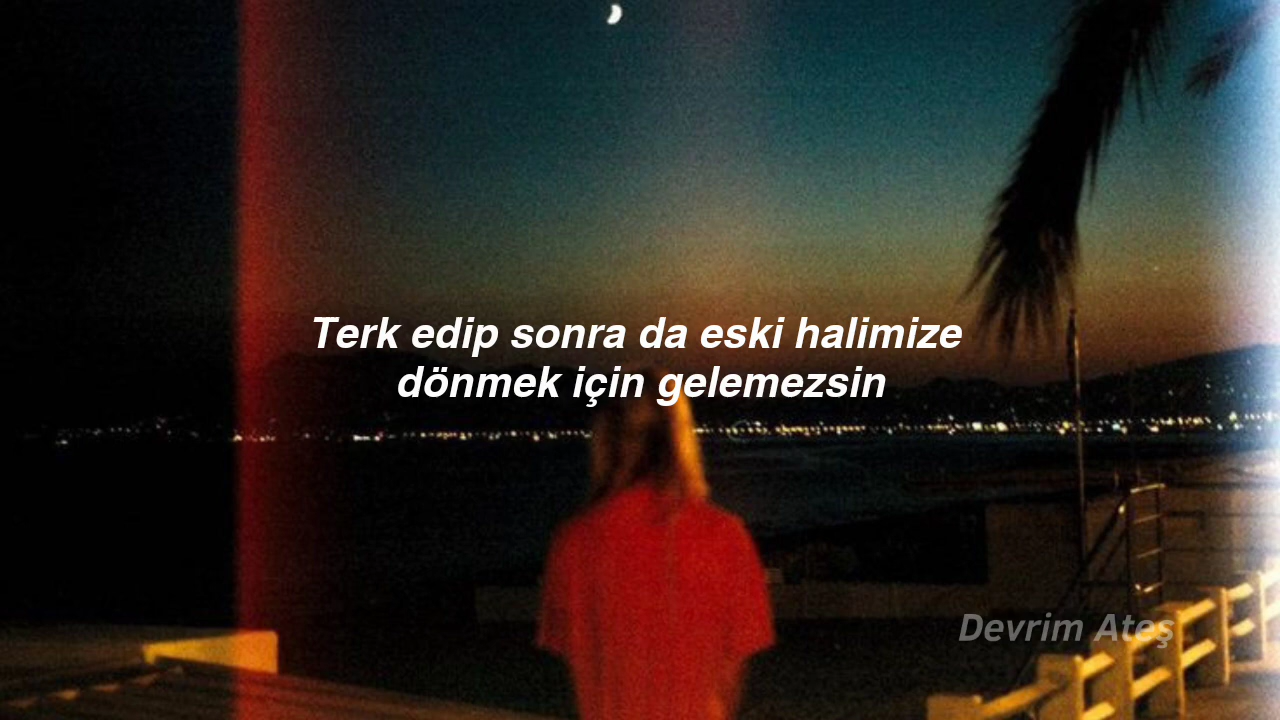 Terk edip sonra da eski halimize
dönmek için gelemezsin
Devrim Ateş